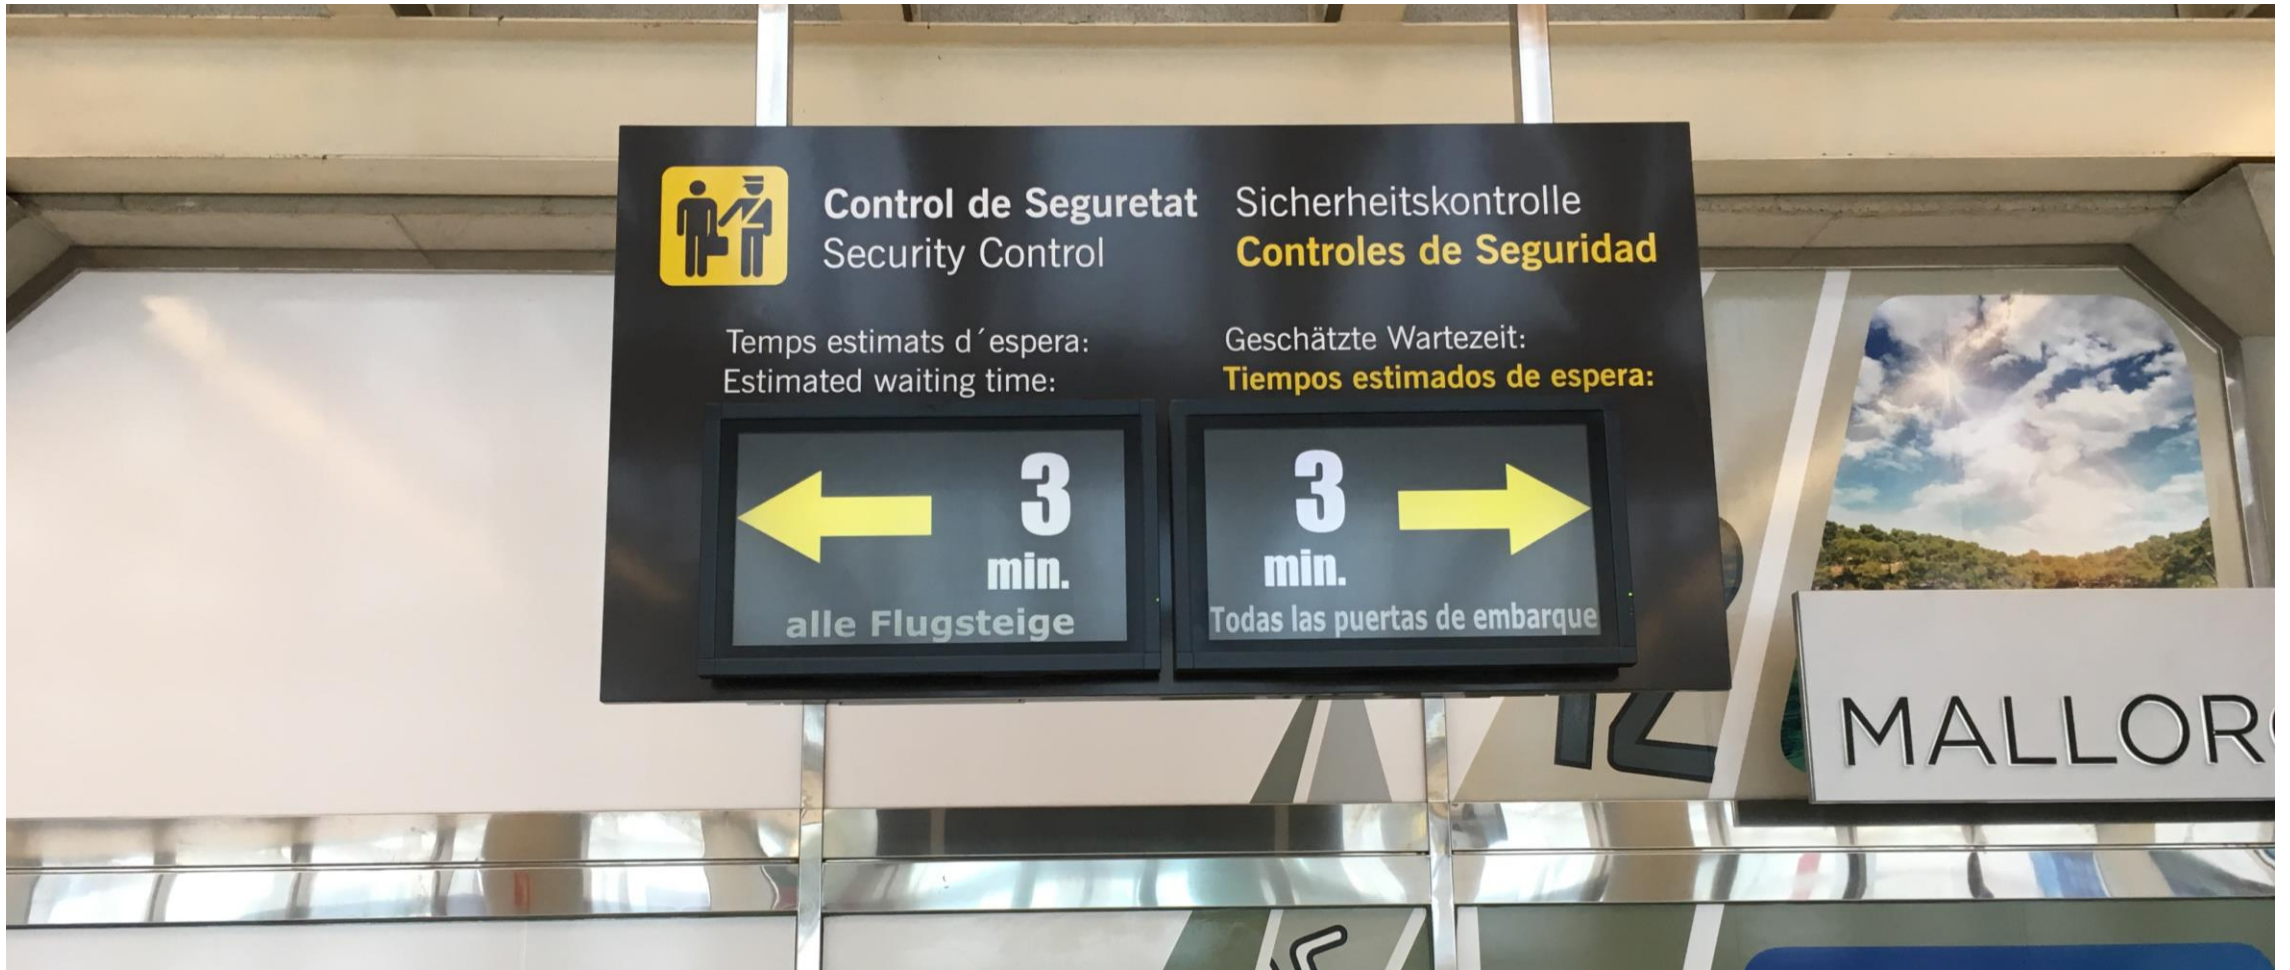 Control de Seguretat
Security Control
Sicherheitskontrolle
Controles de Seguridad
Temps estimats d´espera:
Estimated waiting time:
Geschätzte Wartezeit:
Tiempos estimados de espera:
3
min.
alle Flugsteige
3
min.
Todas las puertas de embarque
12
MALLOR